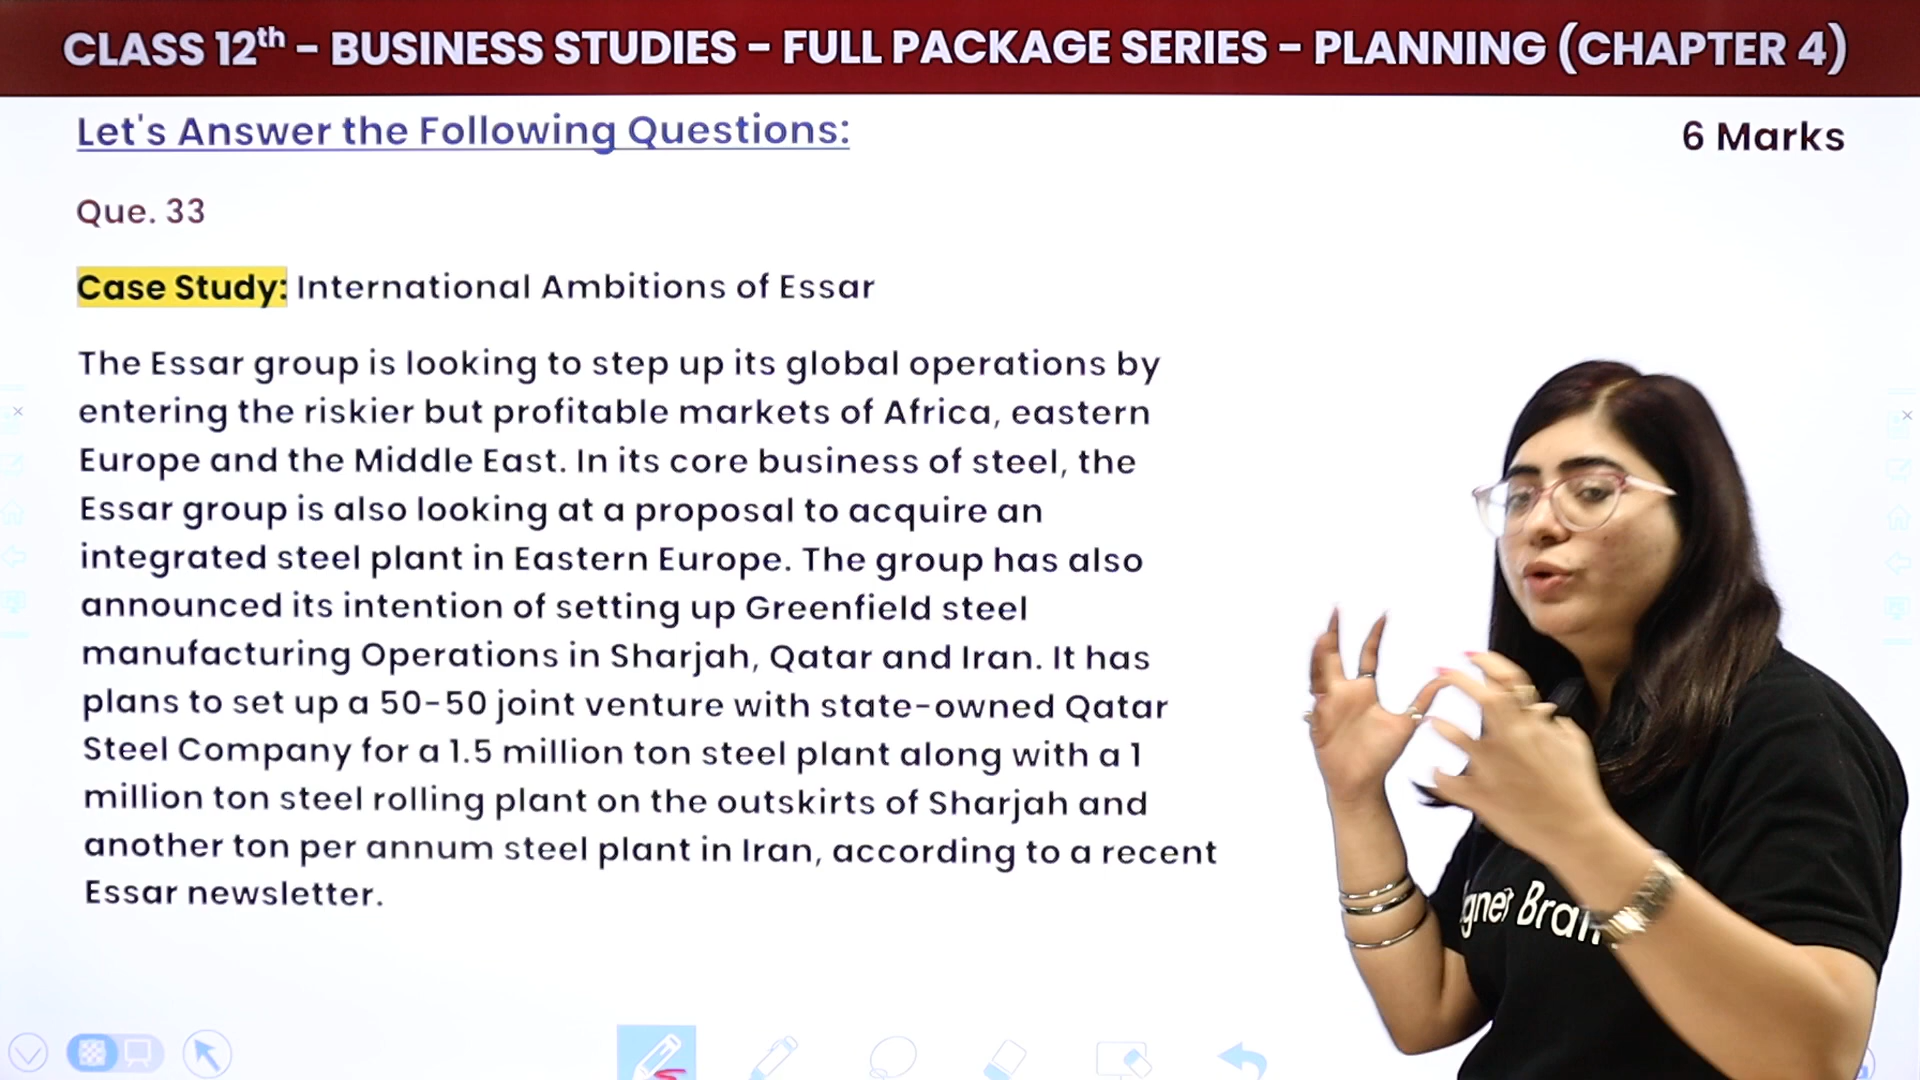 CLASS 12th – BUSINESS STUDIES – FULL PACKAGE SERIES – PLANNING (CHAPTER 4)
Let's Answer the Following Questions:
6 Marks
Que. 33
Case Study: International Ambitions of Essar
The Essar group is looking to step up its global operations by
entering the riskier but profitable markets of Africa, eastern
Europe and the Middle East. In its core business of steel, the
Essar group is also looking at a proposal to acquire an
integrated steel plant in Eastern Europe. The group has also
announced its intention of setting up Greenfield steel
manufacturing Operations in Sharjah, Qatar and Iran. It has
plans to set up a 50-50 joint venture with state-owned Qatar
Steel Company for a 1.5 million ton steel plant along with a 1
million ton steel rolling plant on the outskirts of Sharjah and
another ton per annum steel plant in Iran, according to a recent
Essar newsletter.